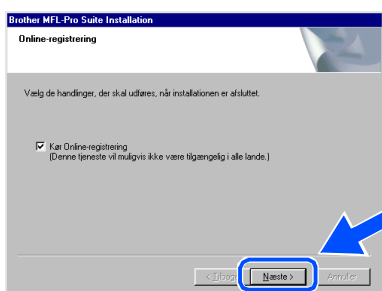 Brother MFL-Pro Suite Installation
Online-registrering
Vælg de handlinger, der skal udføres, når installationen er afsluttet.
Kør Online-registrering
(Denne tjeneste vil muligvis ikke være tilgængelig i alle lande.)
< Tilbage Næste > Annuller